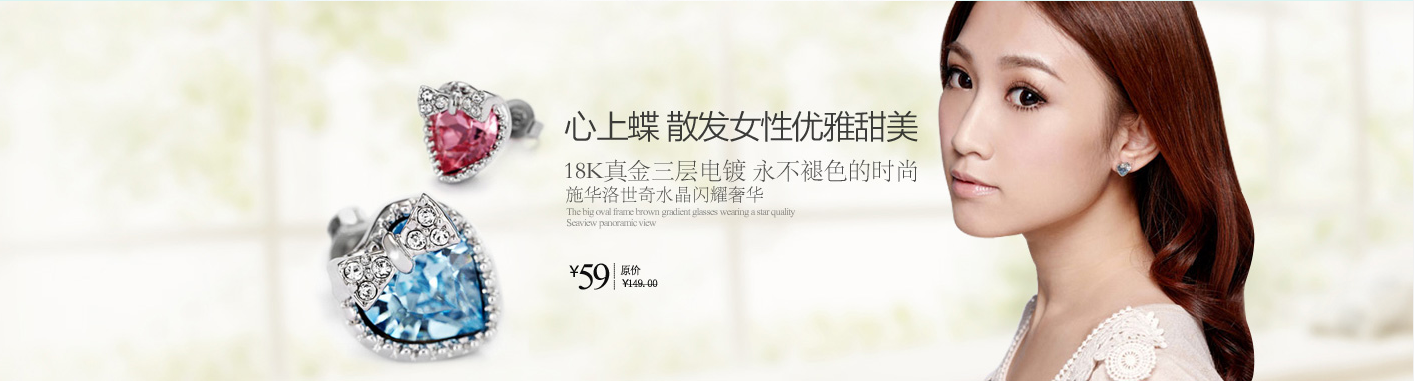 心上蝶 散发女性优雅甜美
18K真金三层电镀 永不褪色的时尚
施华洛世奇水晶闪耀奢华
The big oval frame brown gradient glasses wearing a star quality
Seaview panoramic view
¥59
原价
¥149.00